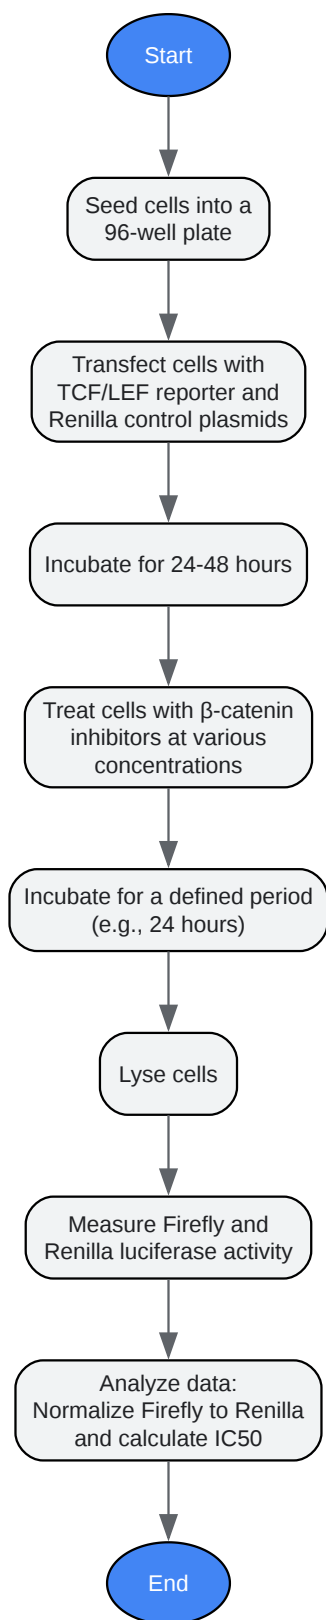 Start
Seed cells into a
96-well plate
Transfect cells with
TCF/LEF reporter and
Renilla control plasmids
Incubate for 24-48 hours
Treat cells with β-catenin
inhibitors at various
concentrations
Incubate for a defined period
(e.g., 24 hours)
Lyse cells
Measure Firefly and
Renilla luciferase activity
Analyze data:
Normalize Firefly to Renilla
and calculate IC50
End